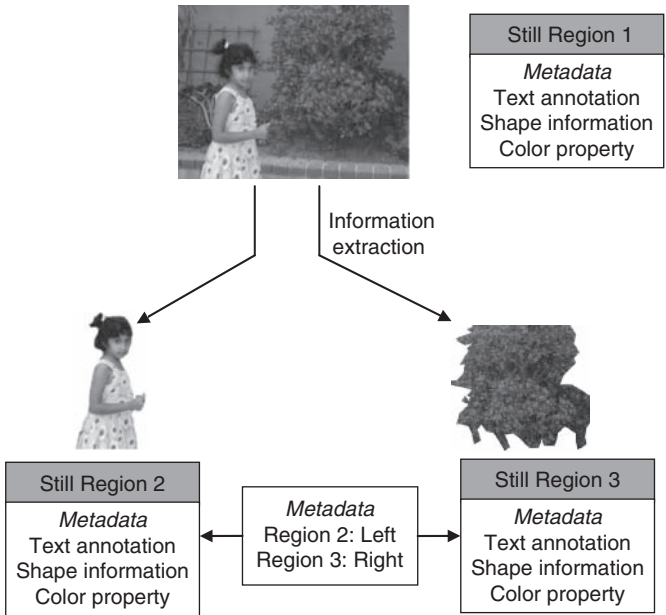 Still Region 1
Metadata
Text annotation
Shape information
Color property
Information
extraction
Still Region 2
Metadata
Text annotation
Shape information
Color property
Metadata
Region 2: Left
Region 3: Right
Still Region 3
Metadata
Text annotation
Shape information
Color property